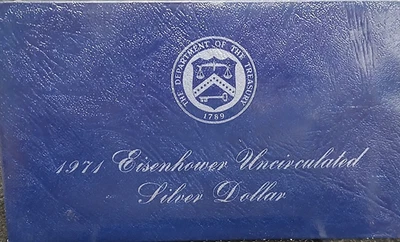 THE DEPARTMENT OF THE TREASURY
1789
1971 Eisenhower Uncirculated
Silver Dollar